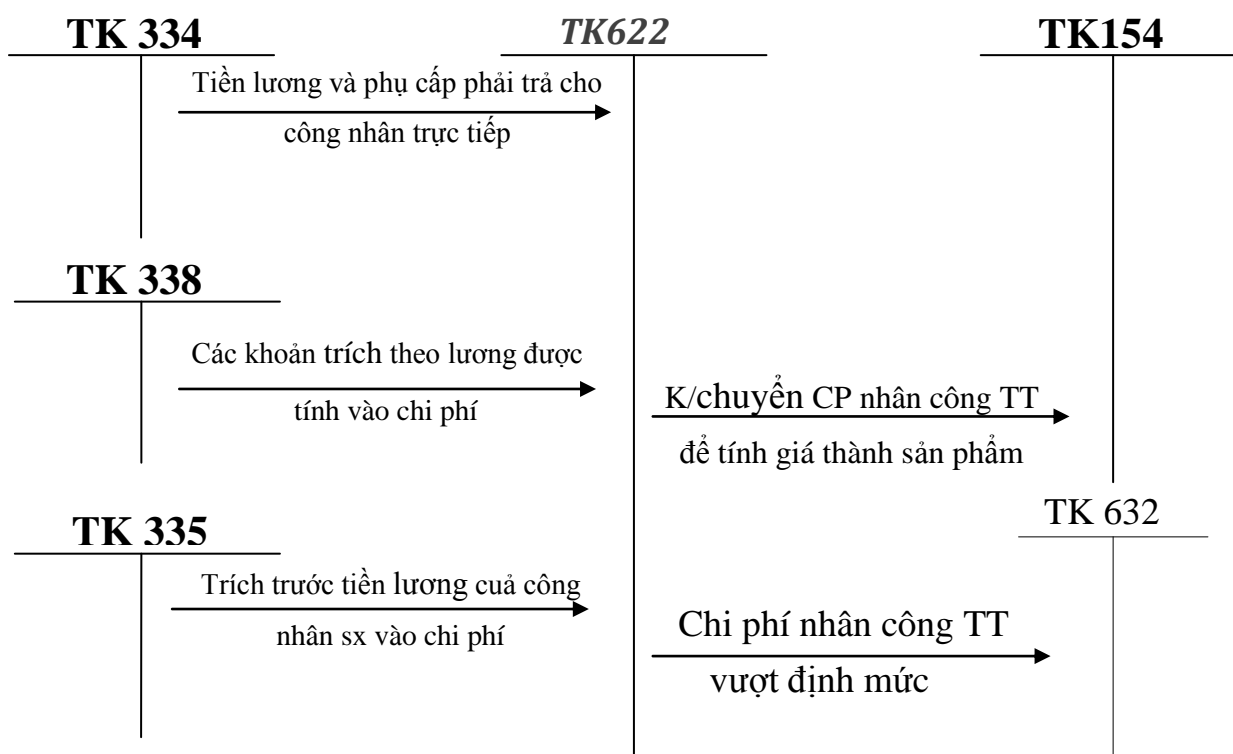 TK 334
TK622
TK154
Tiền lương và phụ cấp phải trả cho
công nhân trực tiếp
TK 338
Các khoản trích theo lương được
tính vào chi phí
K/chuyển CP nhân công TT
để tính giá thành sản phẩm
TK 335
TK 632
Trích trước tiền lương cuả công
nhân sx vào chi phí
Chi phí nhân công TT
vượt định mức